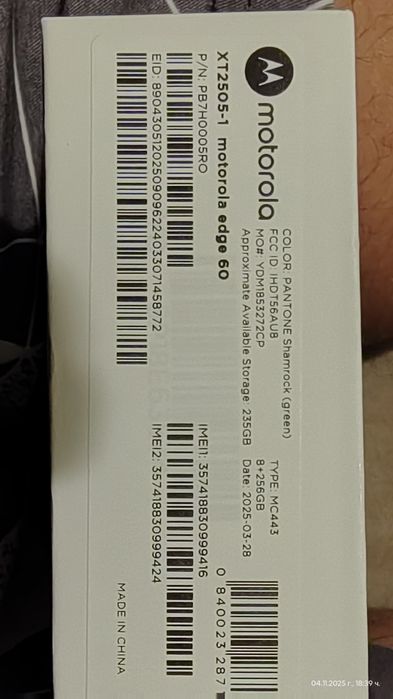 motorola
COLOR: PANTONE Shamrock (green)
TYPE: MC443
FCC ID: IHDT56AU8
8+256GB
MO#: YDM1853272CP
Date: 2025-03-28
Approximate Available Storage: 235GB
XT2505-1 motorola edge 60
0 840023 287
P/N: PB7H0005RO
IMEI1: 357418830999416
EID: 89043051202509096224033071458772
IMEI2: 357418830999424
MADE IN CHINA
04.11.2025 г., 18:39 ч.